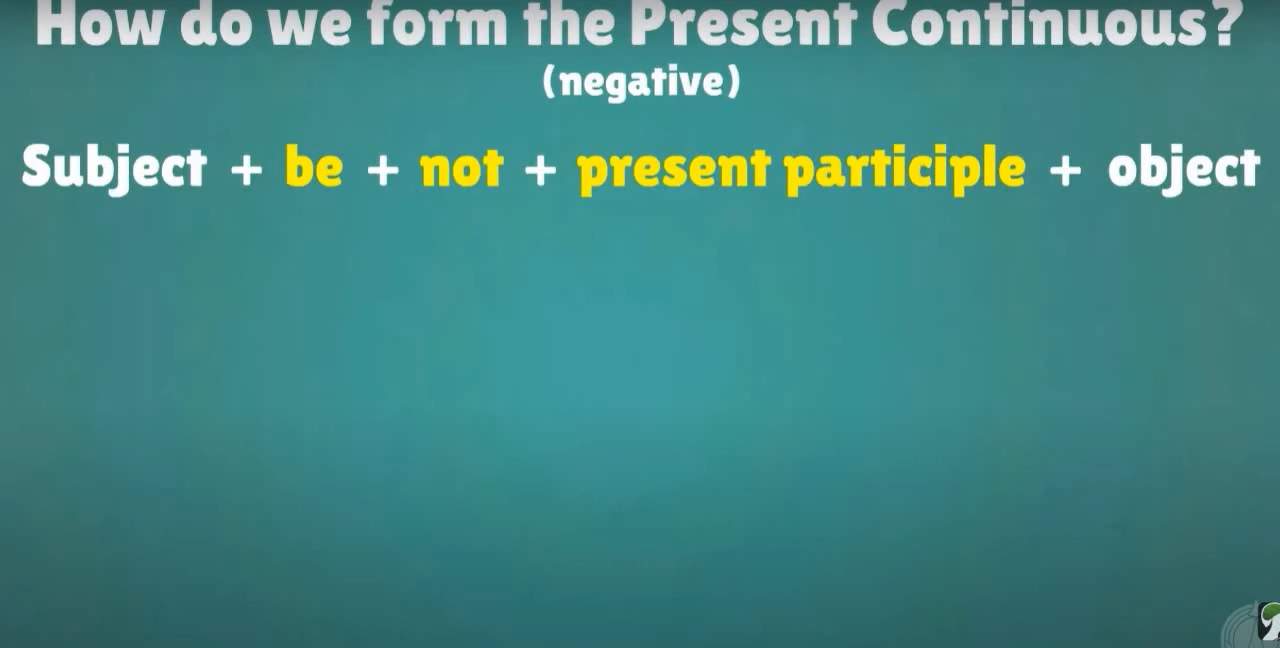 How do we form the Present Continuous?
(negative)
Subject + be + not + present participle + object